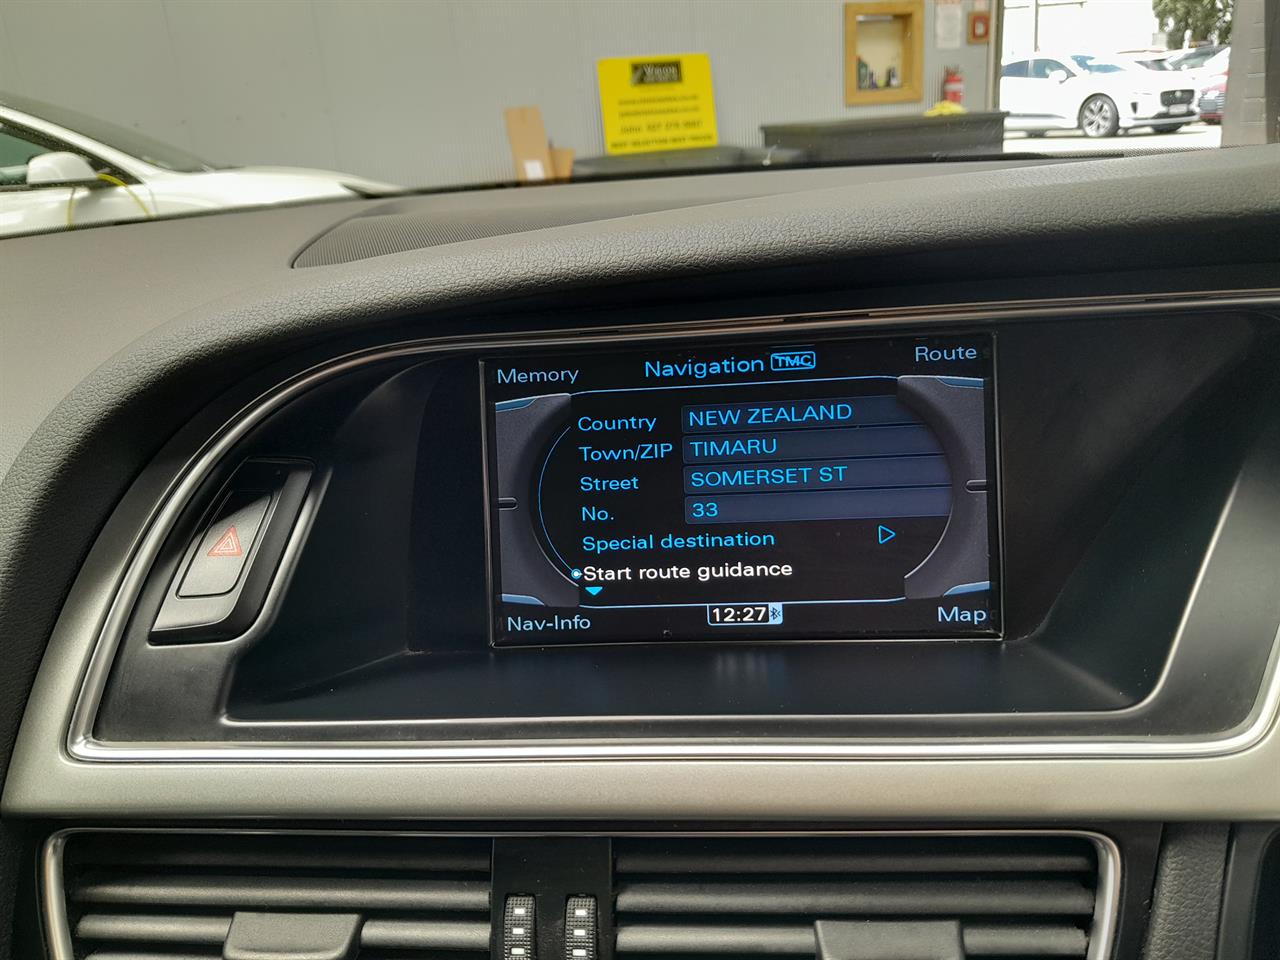 Memory
Navigation TMC
Route
Country NEW ZEALAND
Town/ZIP TIMARU
Street SOMERSET ST
No. 33
Special destination
Start route guidance
Nav-Info
12:27
Map